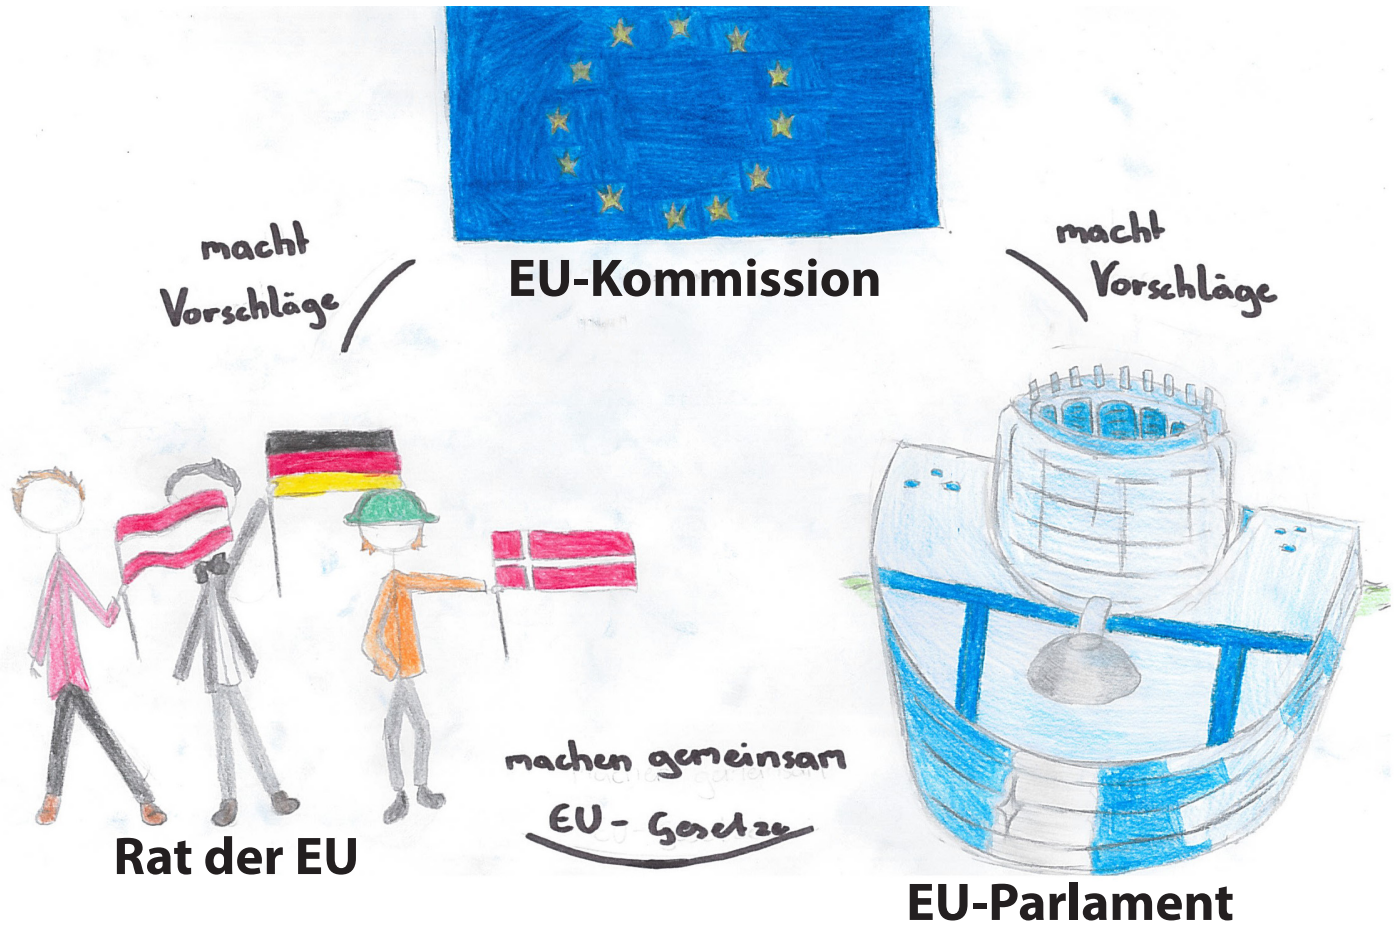 macht
Vorschläge
EU-Kommission
macht
Vorschläge
machen gemeinsam
EU-Gesetze
Rat der EU
EU-Parlament